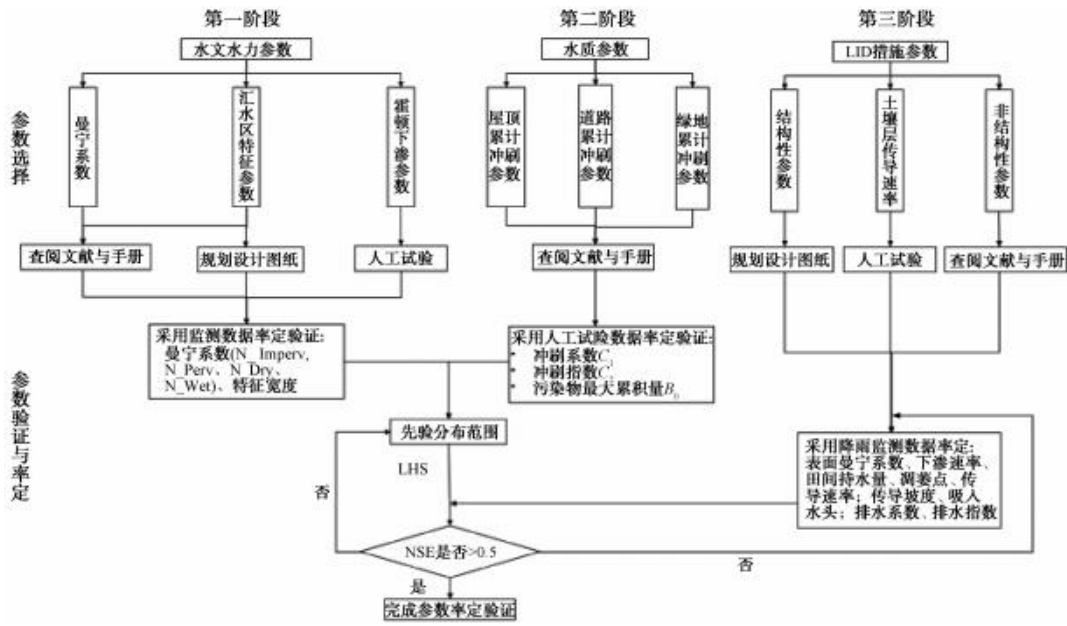 第一阶段
第二阶段
第三阶段
水文水力参数
水质参数
LID措施参数
参数选择
曼宁系数
汇水区特征参数
霍顿下渗参数
屋顶
累计
冲刷
参数
道路
累计
冲刷
参数
绿地
累计
冲刷
参数
结构性参数
土壤层传导速率
非结构性参数
查阅文献与手册
规划设计图纸
人工试验
查阅文献与手册
规划设计图纸
人工试验
查阅文献与手册
参数验证与率定
采用监测数据率定验证:
曼宁系数(N_Imperv,
N_Perv、N_Dry、
N_Wet)、特征宽度
采用人工试验数据率定验证:
* 冲刷系数C
* 冲刷指数C
* 污染物最大累积量B
先验分布范围
LHS
否
采用降雨监测数据率定:
表面曼宁系数、下渗速率、
田间持水量、凋萎点、传
导速率；传导坡度、吸入
水头；排水系数、排水指数
NSE是否>0.5
否
是
完成参数率定验证